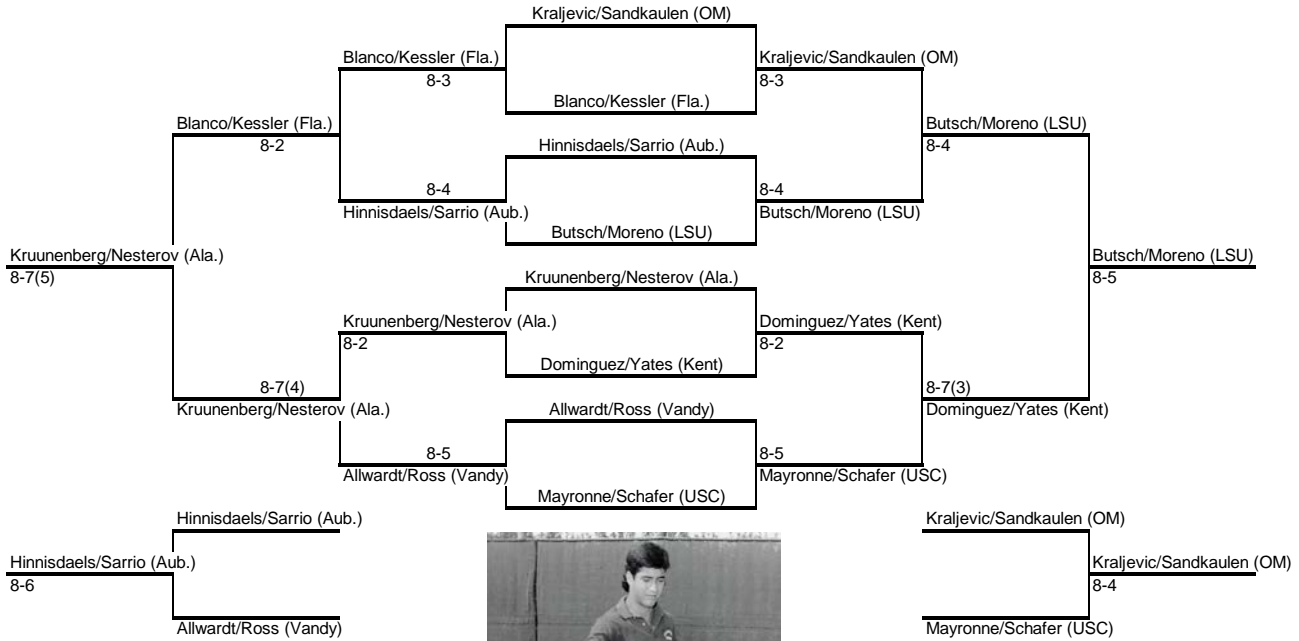 Kraljevic/Sandkaulen (OM)
Blanco/Kessler (Fla.)
Kraljevic/Sandkaulen (OM)
8-3
8-3
Blanco/Kessler (Fla.)
Blanco/Kessler (Fla.)
Butsch/Moreno (LSU)
8-2
8-4
Hinnisdaels/Sarrio (Aub.)
8-4
8-4
Hinnisdaels/Sarrio (Aub.)
Butsch/Moreno (LSU)
Butsch/Moreno (LSU)
Kruunenberg/Nesterov (Ala.)
Butsch/Moreno (LSU)
8-7(5)
8-5
Kruunenberg/Nesterov (Ala.)
Kruunenberg/Nesterov (Ala.)
Dominguez/Yates (Kent)
8-2
8-2
Dominguez/Yates (Kent)
8-7(4)
8-7(3)
Kruunenberg/Nesterov (Ala.)
Allwardt/Ross (Vandy)
Dominguez/Yates (Kent)
8-5
8-5
Allwardt/Ross (Vandy)
Mayronne/Schafer (USC)
Mayronne/Schafer (USC)
Hinnisdaels/Sarrio (Aub.)
Kraljevic/Sandkaulen (OM)
Hinnisdaels/Sarrio (Aub.)
Kraljevic/Sandkaulen (OM)
8-6
8-4
Allwardt/Ross (Vandy)
Mayronne/Schafer (USC)